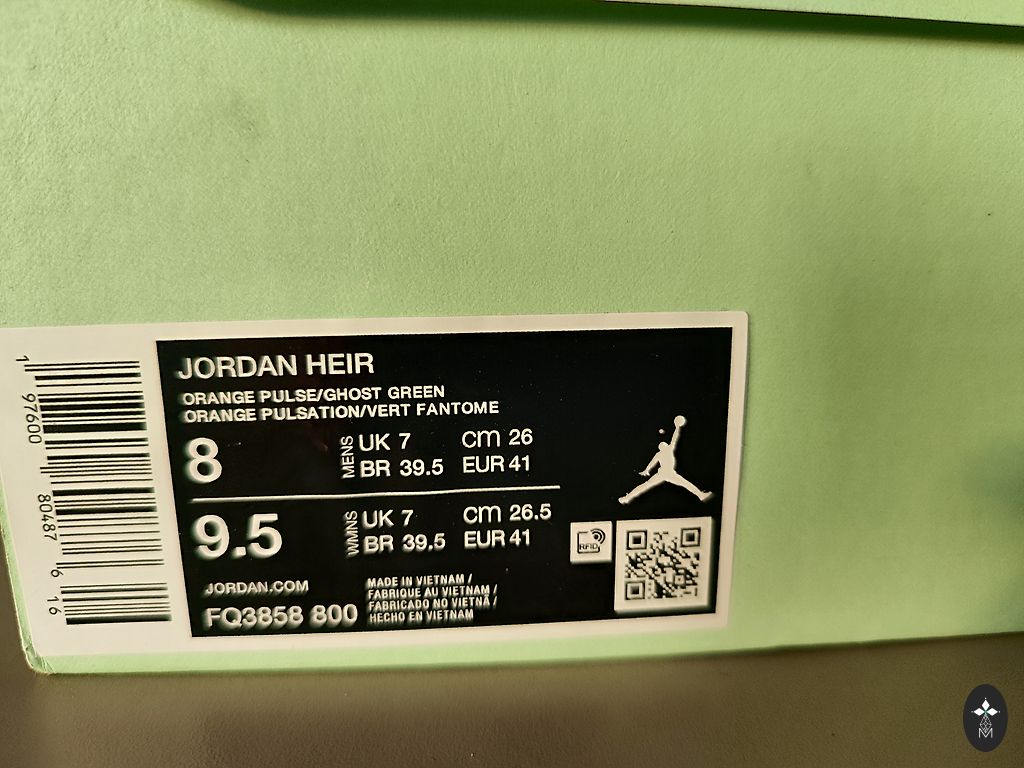 JORDAN HEIR
ORANGE PULSE/GHOST GREEN
ORANGE PULSATION/VERT FANTOME
8 MENS UK 7 cm 26
BR 39.5 EUR 41
9.5 WMNS UK 7 cm 26.5
BR 39.5 EUR 41
JORDAN.COM
FQ3858 800
MADE IN VIETNAM /
FABRIQUE AU VIETNAM /
FABRICADO NO VIETNÃ /
HECHO EN VIETNAM
RFID
1 97600 1 80487 6 16
M